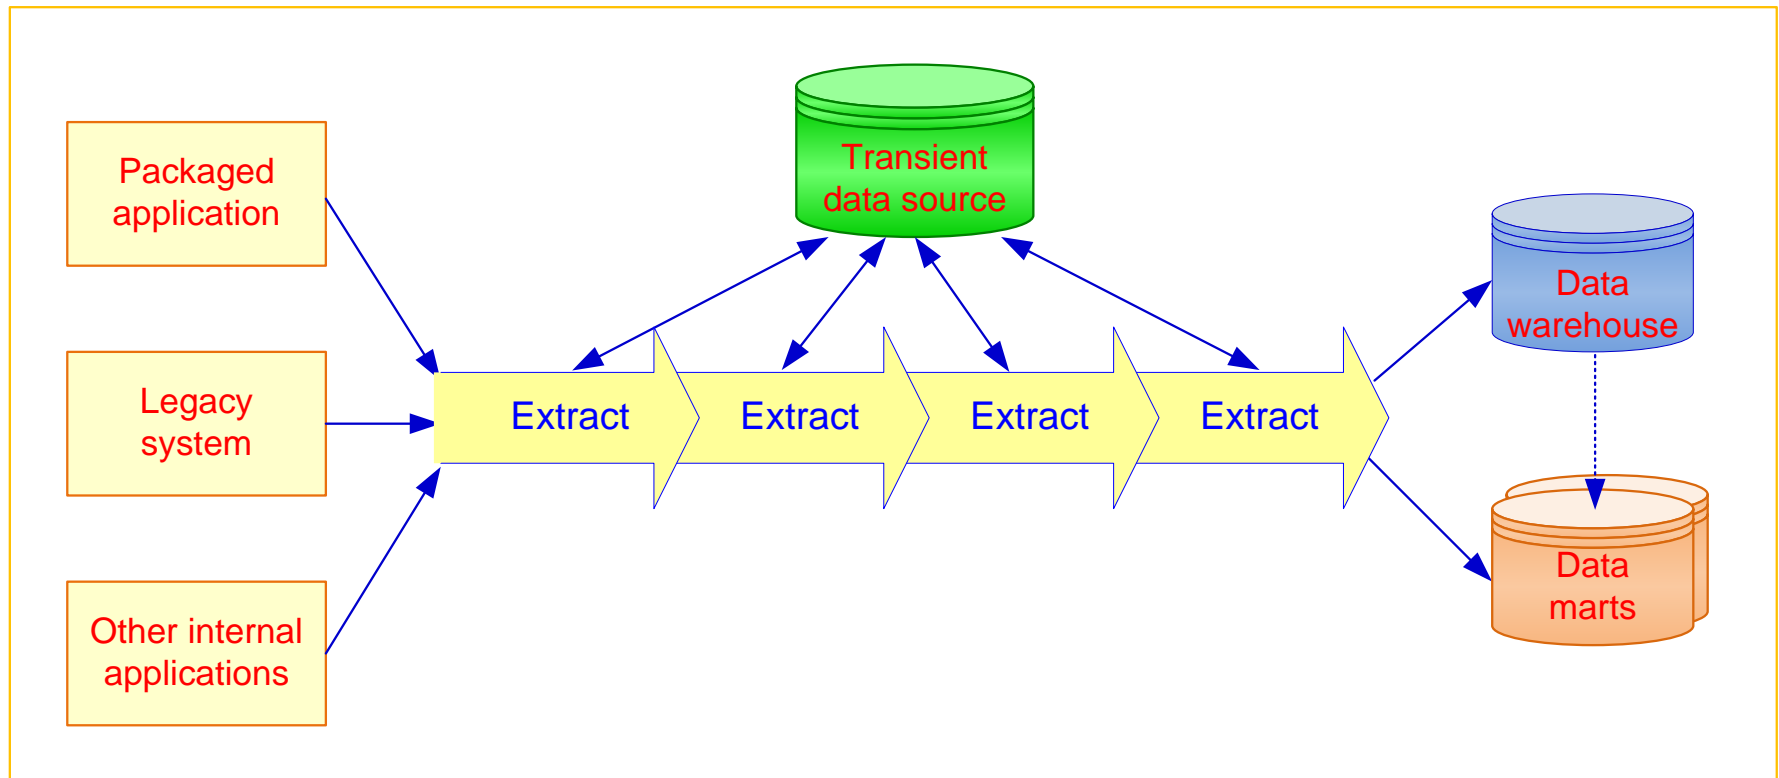 Packaged
application
Legacy
system
Other internal
applications
Transient
data source
Extract
Extract
Extract
Extract
Data
warehouse
Data
marts